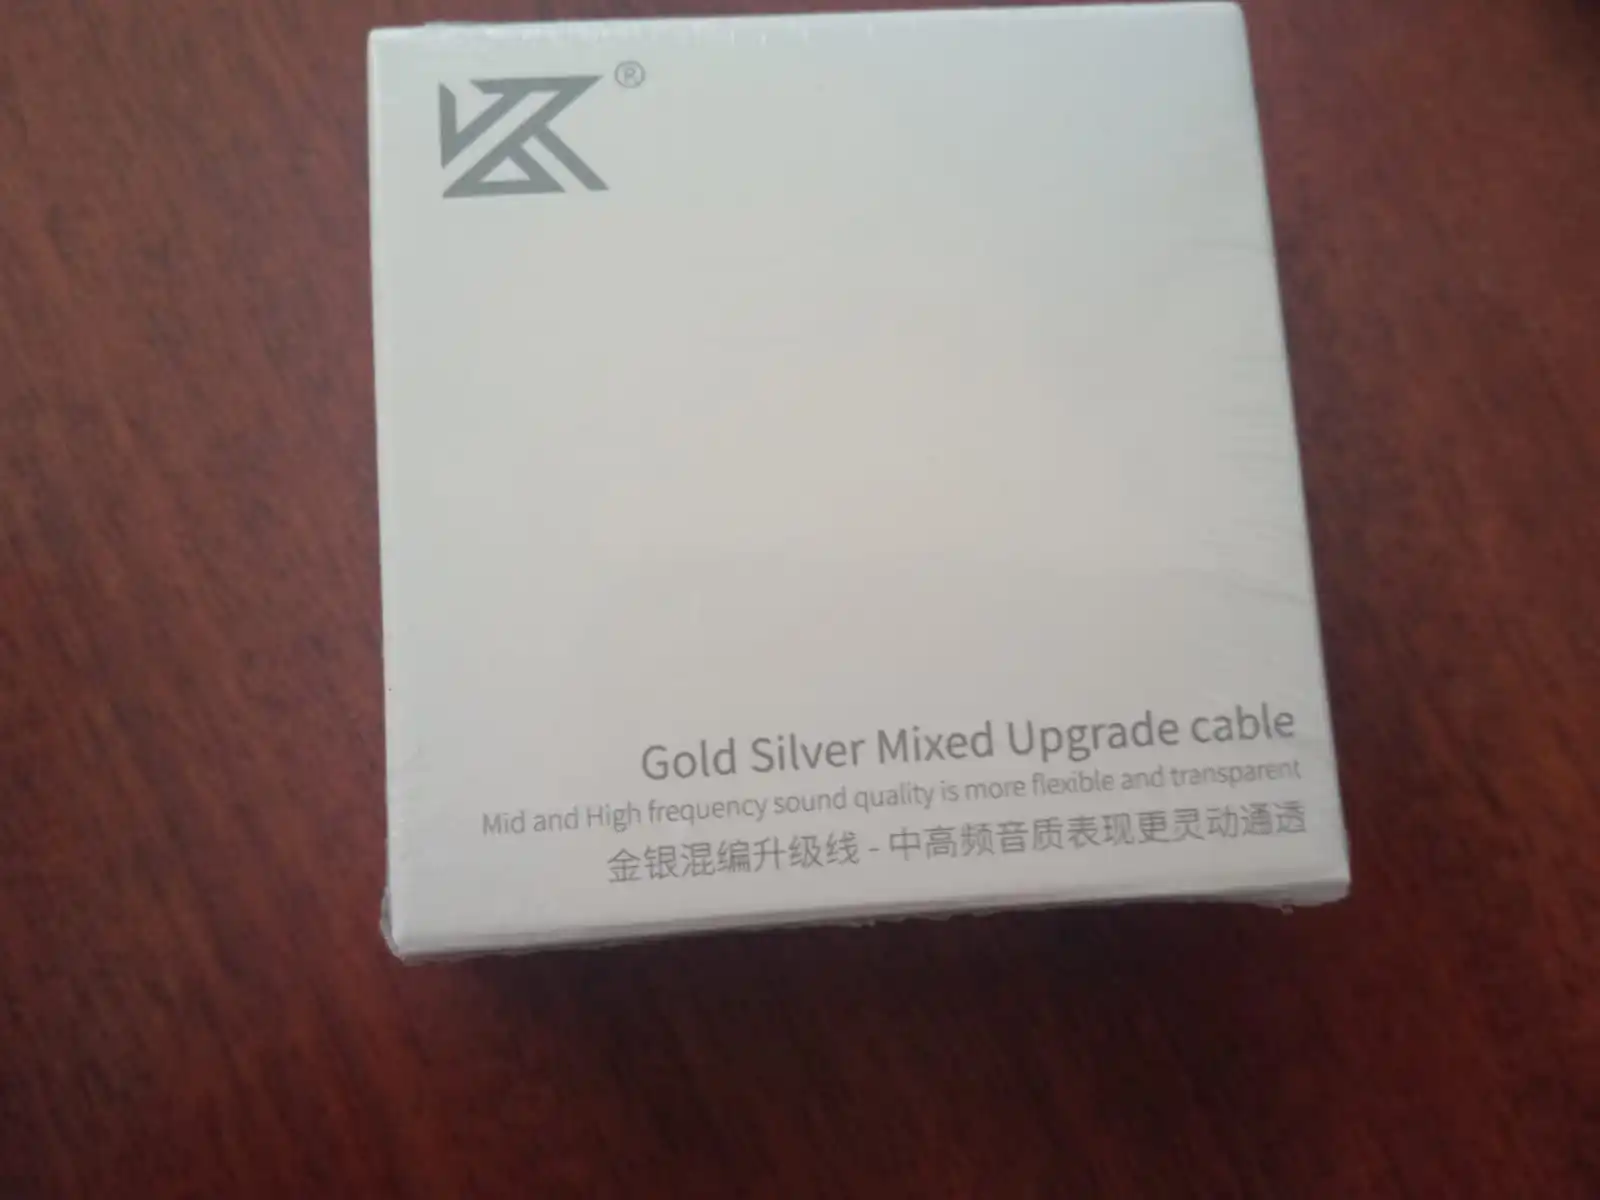 KZ®
Gold Silver Mixed Upgrade cable
Mid and High frequency sound quality is more flexible and transparent
金银混编升级线 - 中高频音质表现更灵动通透